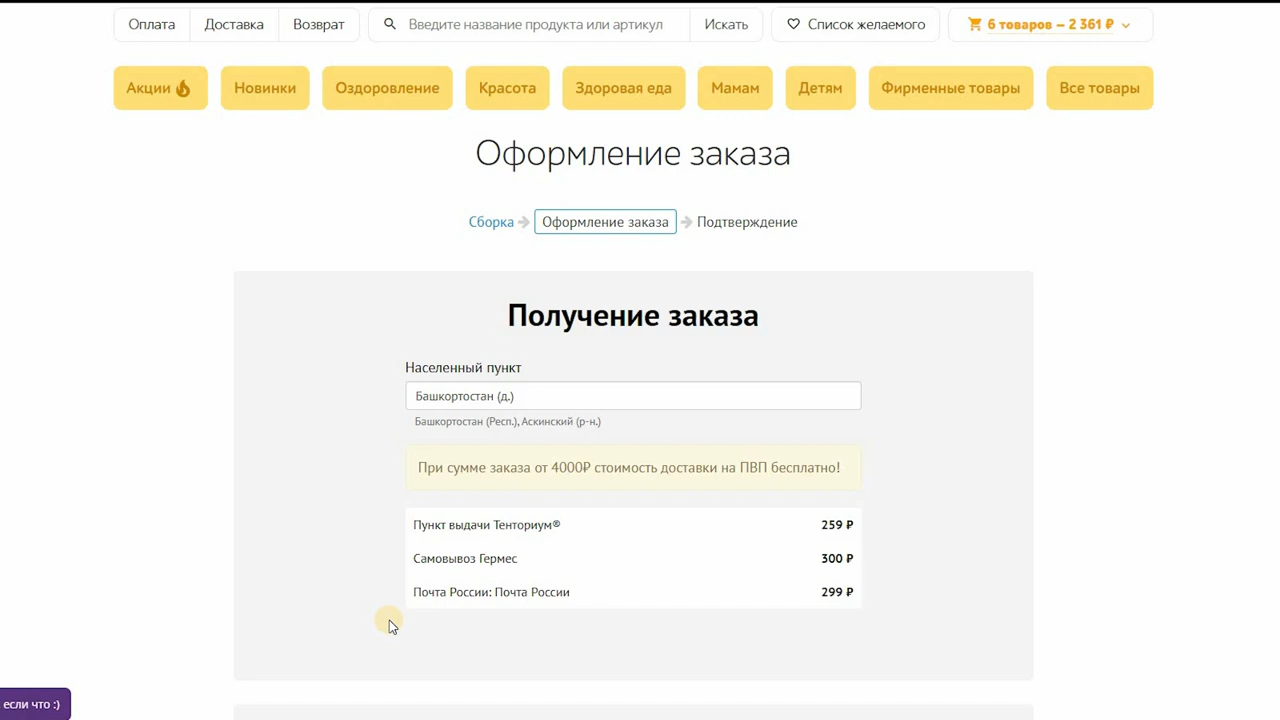 Оплата Доставка Возврат Введите название продукта или артикул Искать Список желаемого 6 товаров – 2 361 ₽
Акции Новинки Оздоровление Красота Здоровая еда Мамам Детям Фирменные товары Все товары
Оформление заказа
Сборка Оформление заказа Подтверждение
Получение заказа
Населенный пункт
Башкортостан (д.)
Башкортостан (Респ.), Аскинский (р-н.)
При сумме заказа от 4000₽ стоимость доставки на ПВП бесплатно!
Пункт выдачи Тенториум® 259 ₽
Самовывоз Гермес 300 ₽
Почта России: Почта России 299 ₽
если что :)